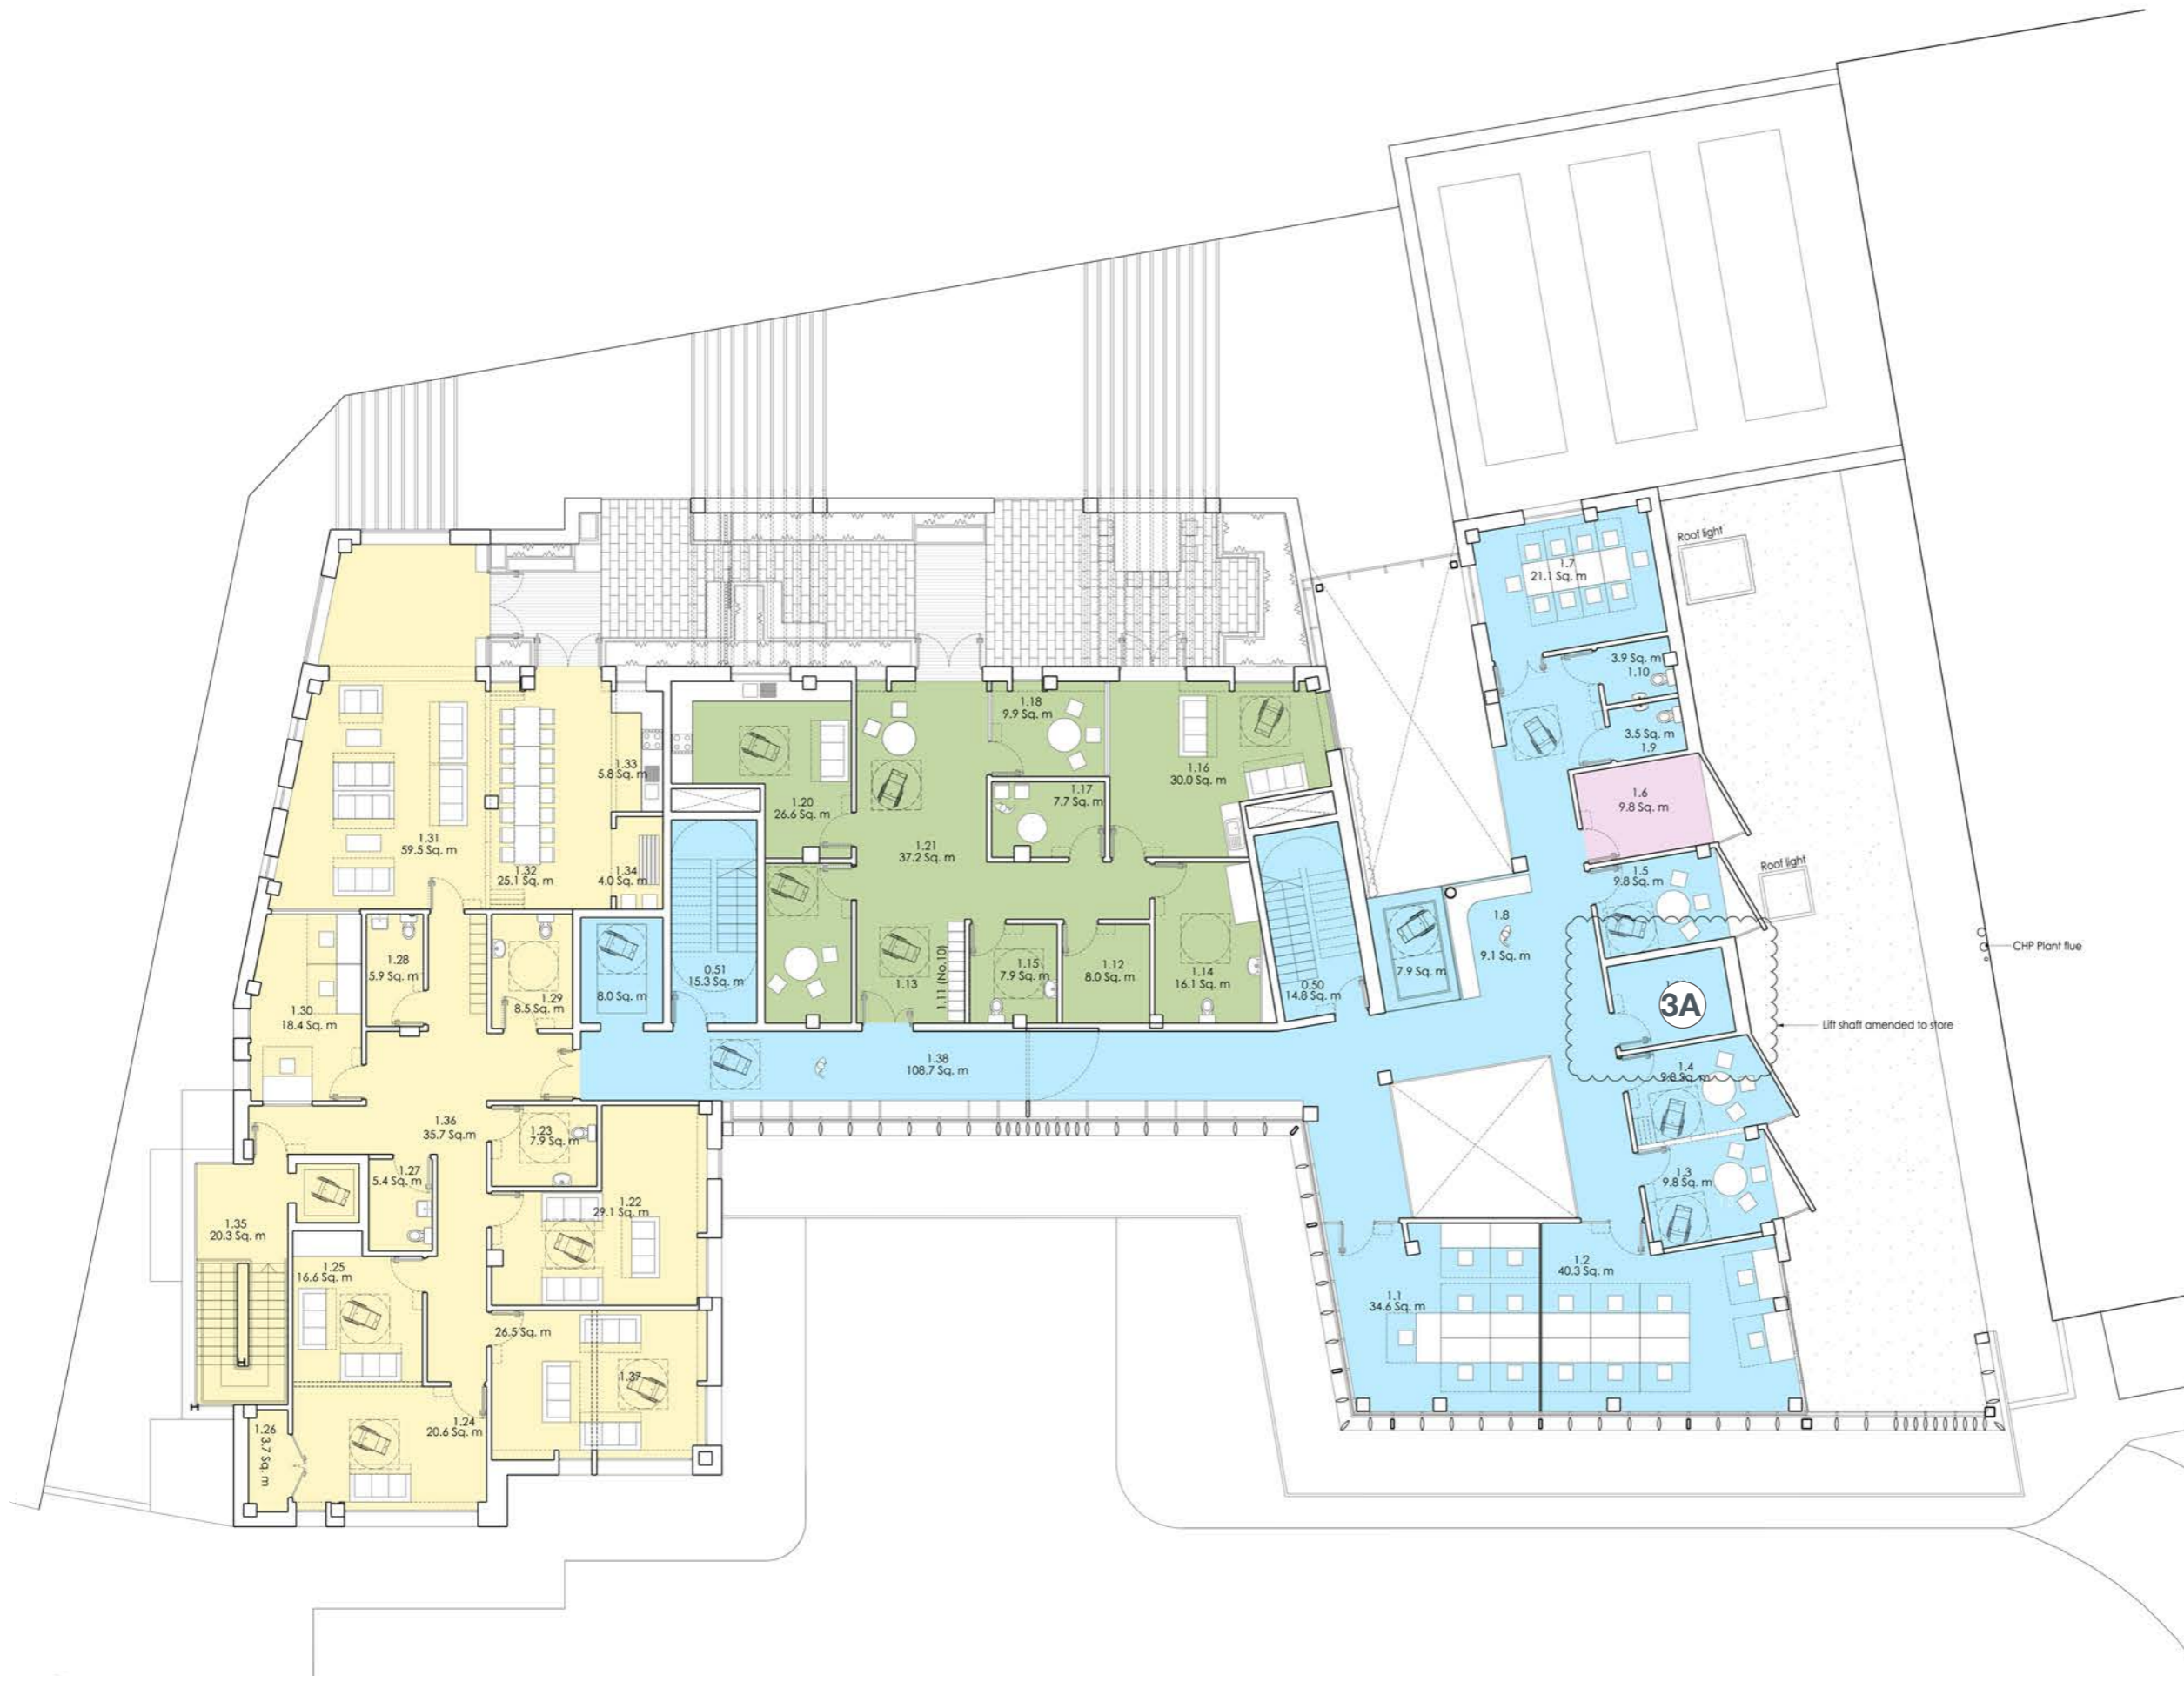 Roof light
1.7
21.1 Sq. m
3.9 Sq. m
1.10
3.5 Sq. m
1.9
1.6
9.8 Sq. m
Roof light
1.5
9.8 Sq. m
1.8
9.1 Sq. m
CHP Plant flue
3A
Lift shaft amended to store
1.4
9.8 Sq. m
1.3
9.8 Sq. m
1.2
40.3 Sq. m
1.1
34.6 Sq. m
7.9 Sq. m
0.50
14.8 Sq. m
1.18
9.9 Sq. m
1.16
30.0 Sq. m
1.17
7.7 Sq. m
1.20
26.6 Sq. m
1.21
37.2 Sq. m
1.13
1.11 (No.10)
1.15
7.9 Sq. m
1.12
8.0 Sq. m
1.14
16.1 Sq. m
1.38
108.7 Sq. m
0.51
15.3 Sq. m
8.0 Sq. m
1.33
5.8 Sq. m
1.34
4.0 Sq. m
1.31
59.5 Sq. m
1.32
25.1 Sq. m
1.28
5.9 Sq. m
1.29
8.5 Sq. m
1.30
18.4 Sq. m
1.36
35.7 Sq.m
1.23
7.9 Sq. m
1.27
5.4 Sq. m
1.22
29.1 Sq. m
1.35
20.3 Sq. m
1.25
16.6 Sq. m
26.5 Sq. m
1.37
1.24
20.6 Sq. m
1.26
3.7 Sq. m
H
H